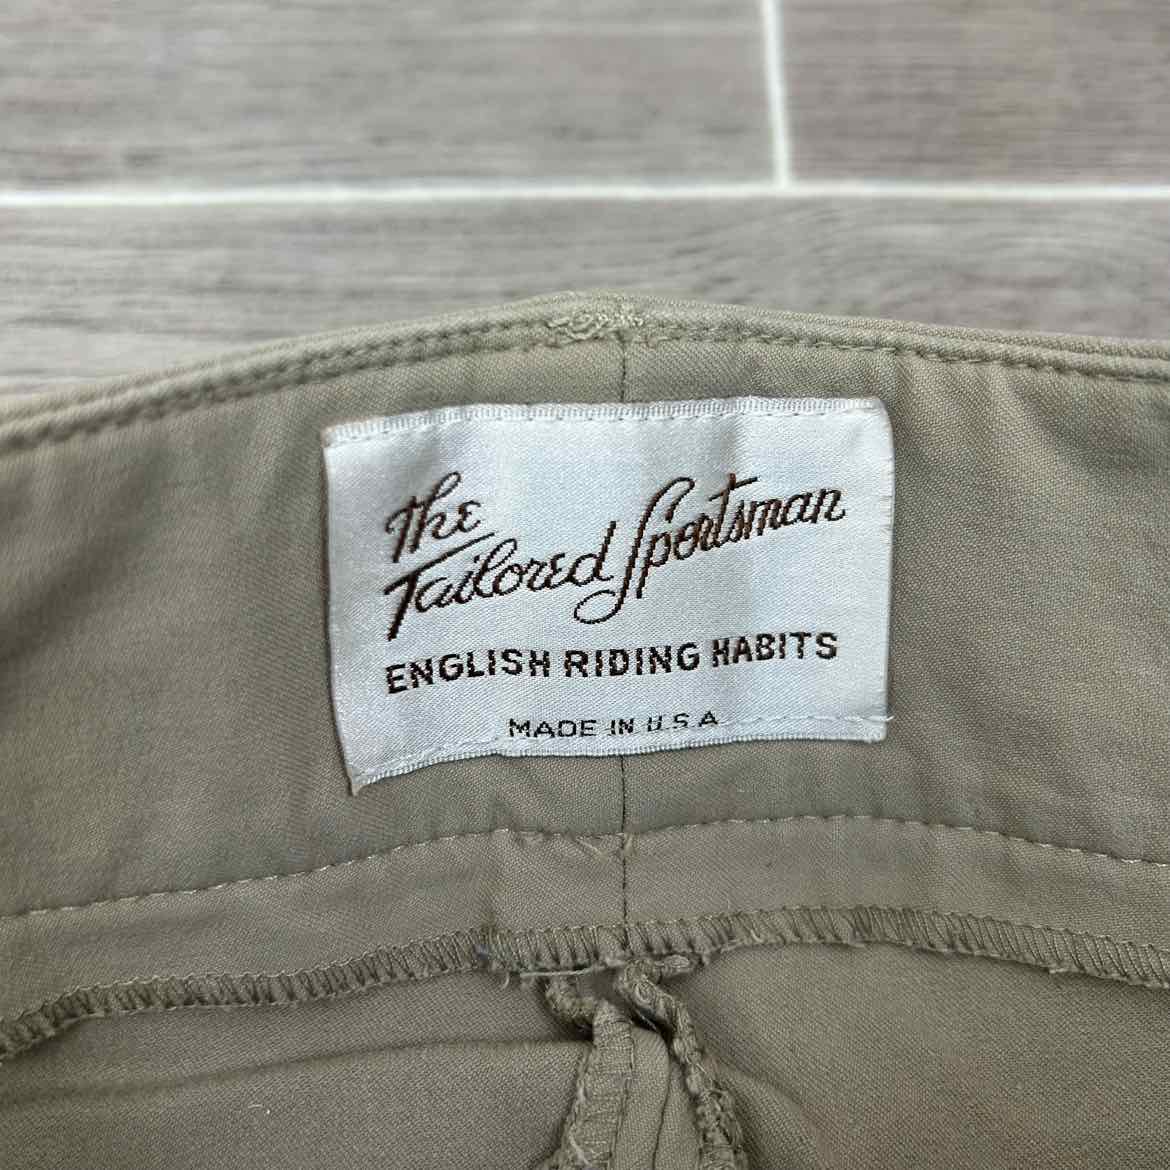 The
Tailored Sportsman
ENGLISH RIDING HABITS
MADE IN U.S.A